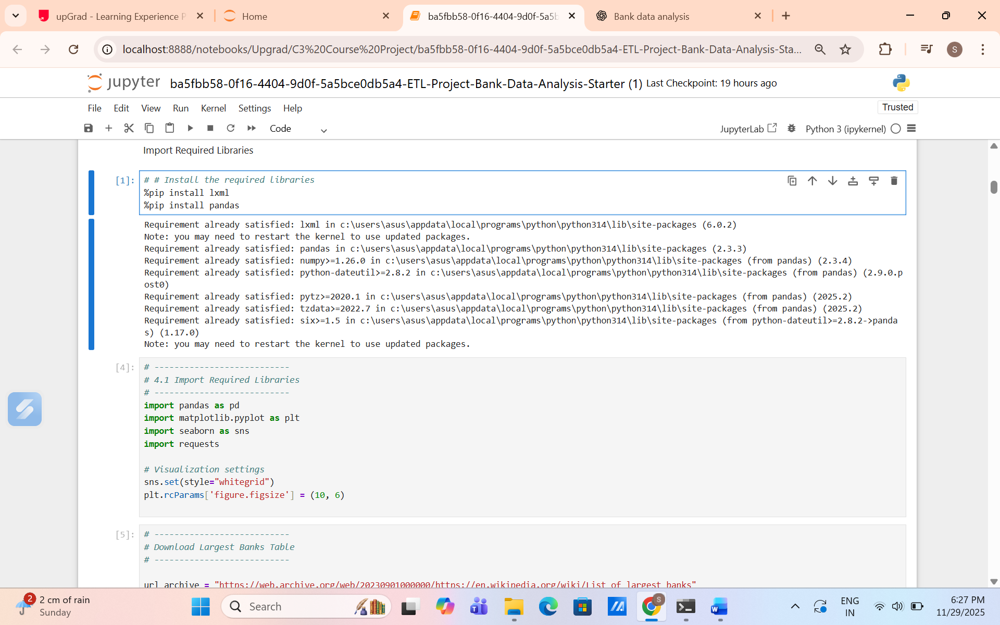 upGrad - Learning Experience P
Home
ba5fbb58-0f16-4404-9d0f-5a5b
Bank data analysis
localhost:8888/notebooks/Upgrad/C3%20Course%20Project/ba5fbb58-0f16-4404-9d0f-5a5bce0db5a4-ETL-Project-Bank-Data-Analysis-Sta...
S
jupyter ba5fbb58-0f16-4404-9d0f-5a5bce0db5a4-ETL-Project-Bank-Data-Analysis-Starter (1) Last Checkpoint: 19 hours ago
File Edit View Run Kernel Settings Help
Trusted
Code
JupyterLab
Python 3 (ipykernel)
Import Required Libraries
[1]:
# # Install the required libraries
%pip install lxml
%pip install pandas
Requirement already satisfied: lxml in c:\users\asus\appdata\local\programs\python\python314\lib\site-packages (6.0.2)
Note: you may need to restart the kernel to use updated packages.
Requirement already satisfied: pandas in c:\users\asus\appdata\local\programs\python\python314\lib\site-packages (2.3.3)
Requirement already satisfied: numpy>=1.26.0 in c:\users\asus\appdata\local\programs\python\python314\lib\site-packages (from pandas) (2.3.4)
Requirement already satisfied: python-dateutil>=2.8.2 in c:\users\asus\appdata\local\programs\python\python314\lib\site-packages (from pandas) (2.9.0.p
ost0)
Requirement already satisfied: pytz>=2020.1 in c:\users\asus\appdata\local\programs\python\python314\lib\site-packages (from pandas) (2025.2)
Requirement already satisfied: tzdata>=2022.7 in c:\users\asus\appdata\local\programs\python\python314\lib\site-packages (from pandas) (2025.2)
Requirement already satisfied: six>=1.5 in c:\users\asus\appdata\local\programs\python\python314\lib\site-packages (from python-dateutil>=2.8.2->panda
s) (1.17.0)
Note: you may need to restart the kernel to use updated packages.
[4]:
# ---------------------------
# 4.1 Import Required Libraries
# ---------------------------
import pandas as pd
import matplotlib.pyplot as plt
import seaborn as sns
import requests
# Visualization settings
sns.set(style="whitegrid")
plt.rcParams['figure.figsize'] = (10, 6)
[5]:
# ---------------------------
# Download Largest Banks Table
# ---------------------------
url_archive = "https://web.archive.org/web/20230901000000/https://en.wikipedia.org/wiki/List_of_largest_banks"
2
2 cm of rain
Sunday
Search
S
ENG
IN
6:27 PM
11/29/2025